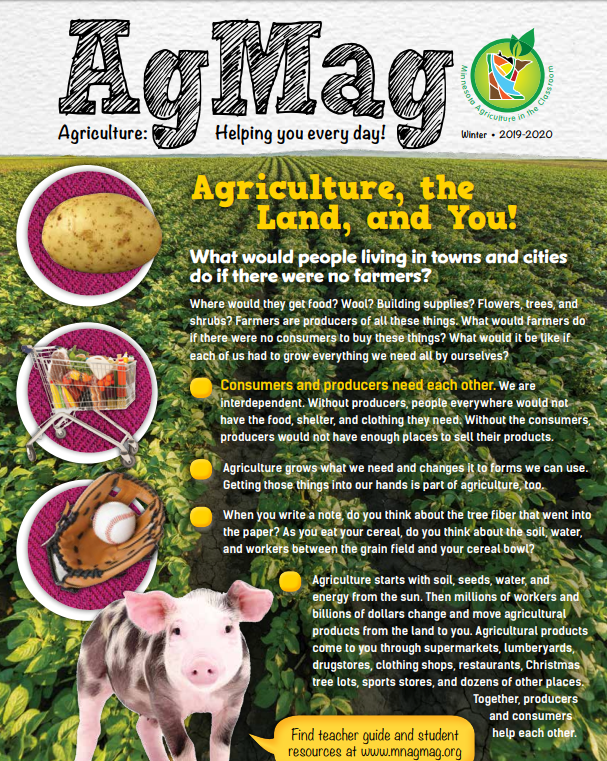 AgMag
Agriculture: Helping you every day!
Minnesota Agriculture in the Classroom
Winter • 2019-2020
Agriculture, the
Land, and You!
What would people living in towns and cities
do if there were no farmers?
Where would they get food? Wool? Building supplies? Flowers, trees, and
shrubs? Farmers are producers of all these things. What would farmers do
if there were no consumers to buy these things? What would it be like if
each of us had to grow everything we need all by ourselves?
Consumers and producers need each other. We are
interdependent. Without producers, people everywhere would not
have the food, shelter, and clothing they need. Without the consumers,
producers would not have enough places to sell their products.
Agriculture grows what we need and changes it to forms we can use.
Getting those things into our hands is part of agriculture, too.
When you write a note, do you think about the tree fiber that went into
the paper? As you eat your cereal, do you think about the soil, water,
and workers between the grain field and your cereal bowl?
Agriculture starts with soil, seeds, water, and
energy from the sun. Then millions of workers and
billions of dollars change and move agricultural
products from the land to you. Agricultural products
come to you through supermarkets, lumberyards,
drugstores, clothing shops, restaurants, Christmas
tree lots, sports stores, and dozens of other places.
Together, producers
and consumers
help each other.
Find teacher guide and student
resources at www.mnagmag.org